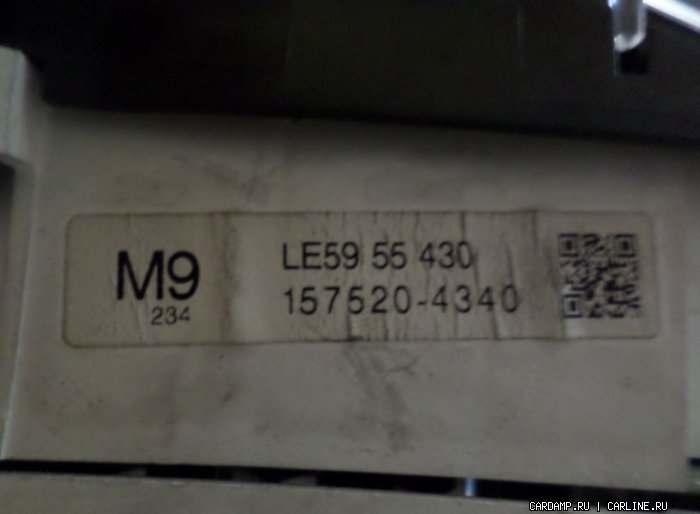 M9
234
LE59 55 430
157520-4340
CARDAMP.RU | CARLINE.RU